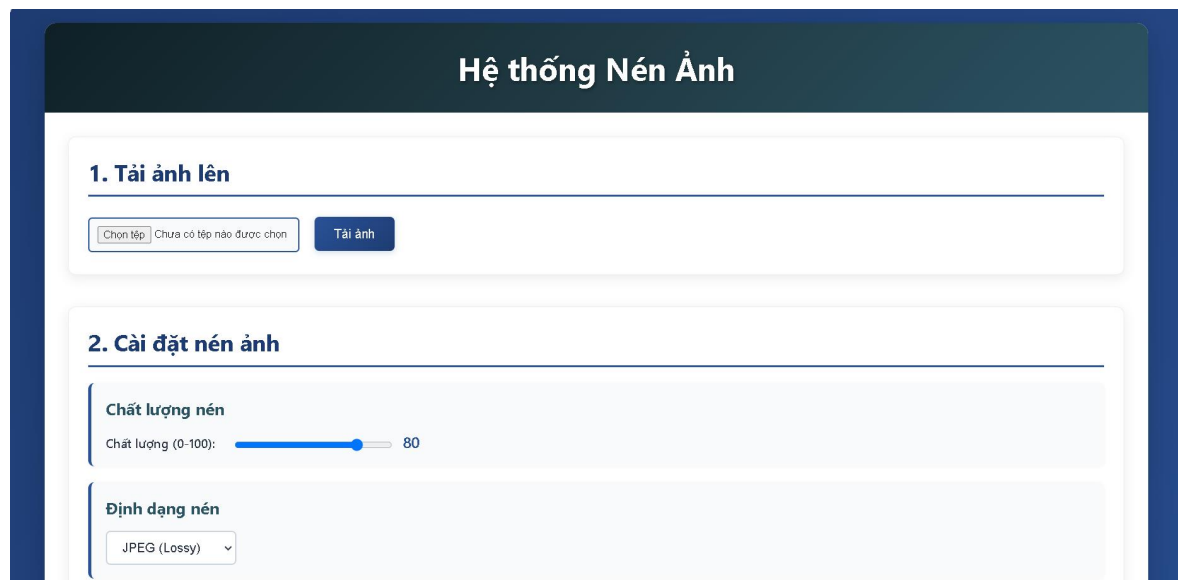 Hệ thống Nén Ảnh
1. Tải ảnh lên
Chọn tệp Chưa có tệp nào được chọn Tải ảnh
2. Cài đặt nén ảnh
Chất lượng nén
Chất lượng (0-100): 80
Định dạng nén
JPEG (Lossy)